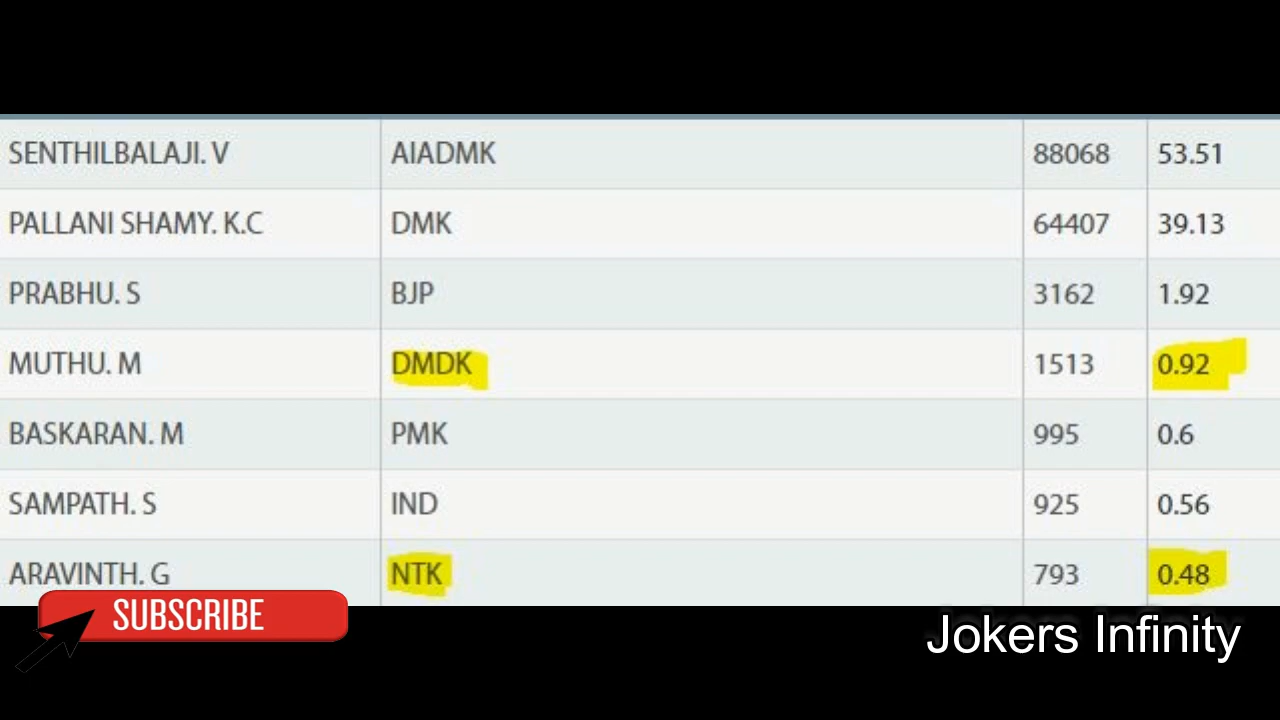 SENTHILBALAJI. V AIADMK 88068 53.51
PALLANI SHAMY. K.C DMK 64407 39.13
PRABHU. S BJP 3162 1.92
MUTHU. M DMDK 1513 0.92
BASKARAN. M PMK 995 0.6
SAMPATH. S IND 925 0.56
ARAVINTH. G NTK 793 0.48
SUBSCRIBE
Jokers Infinity